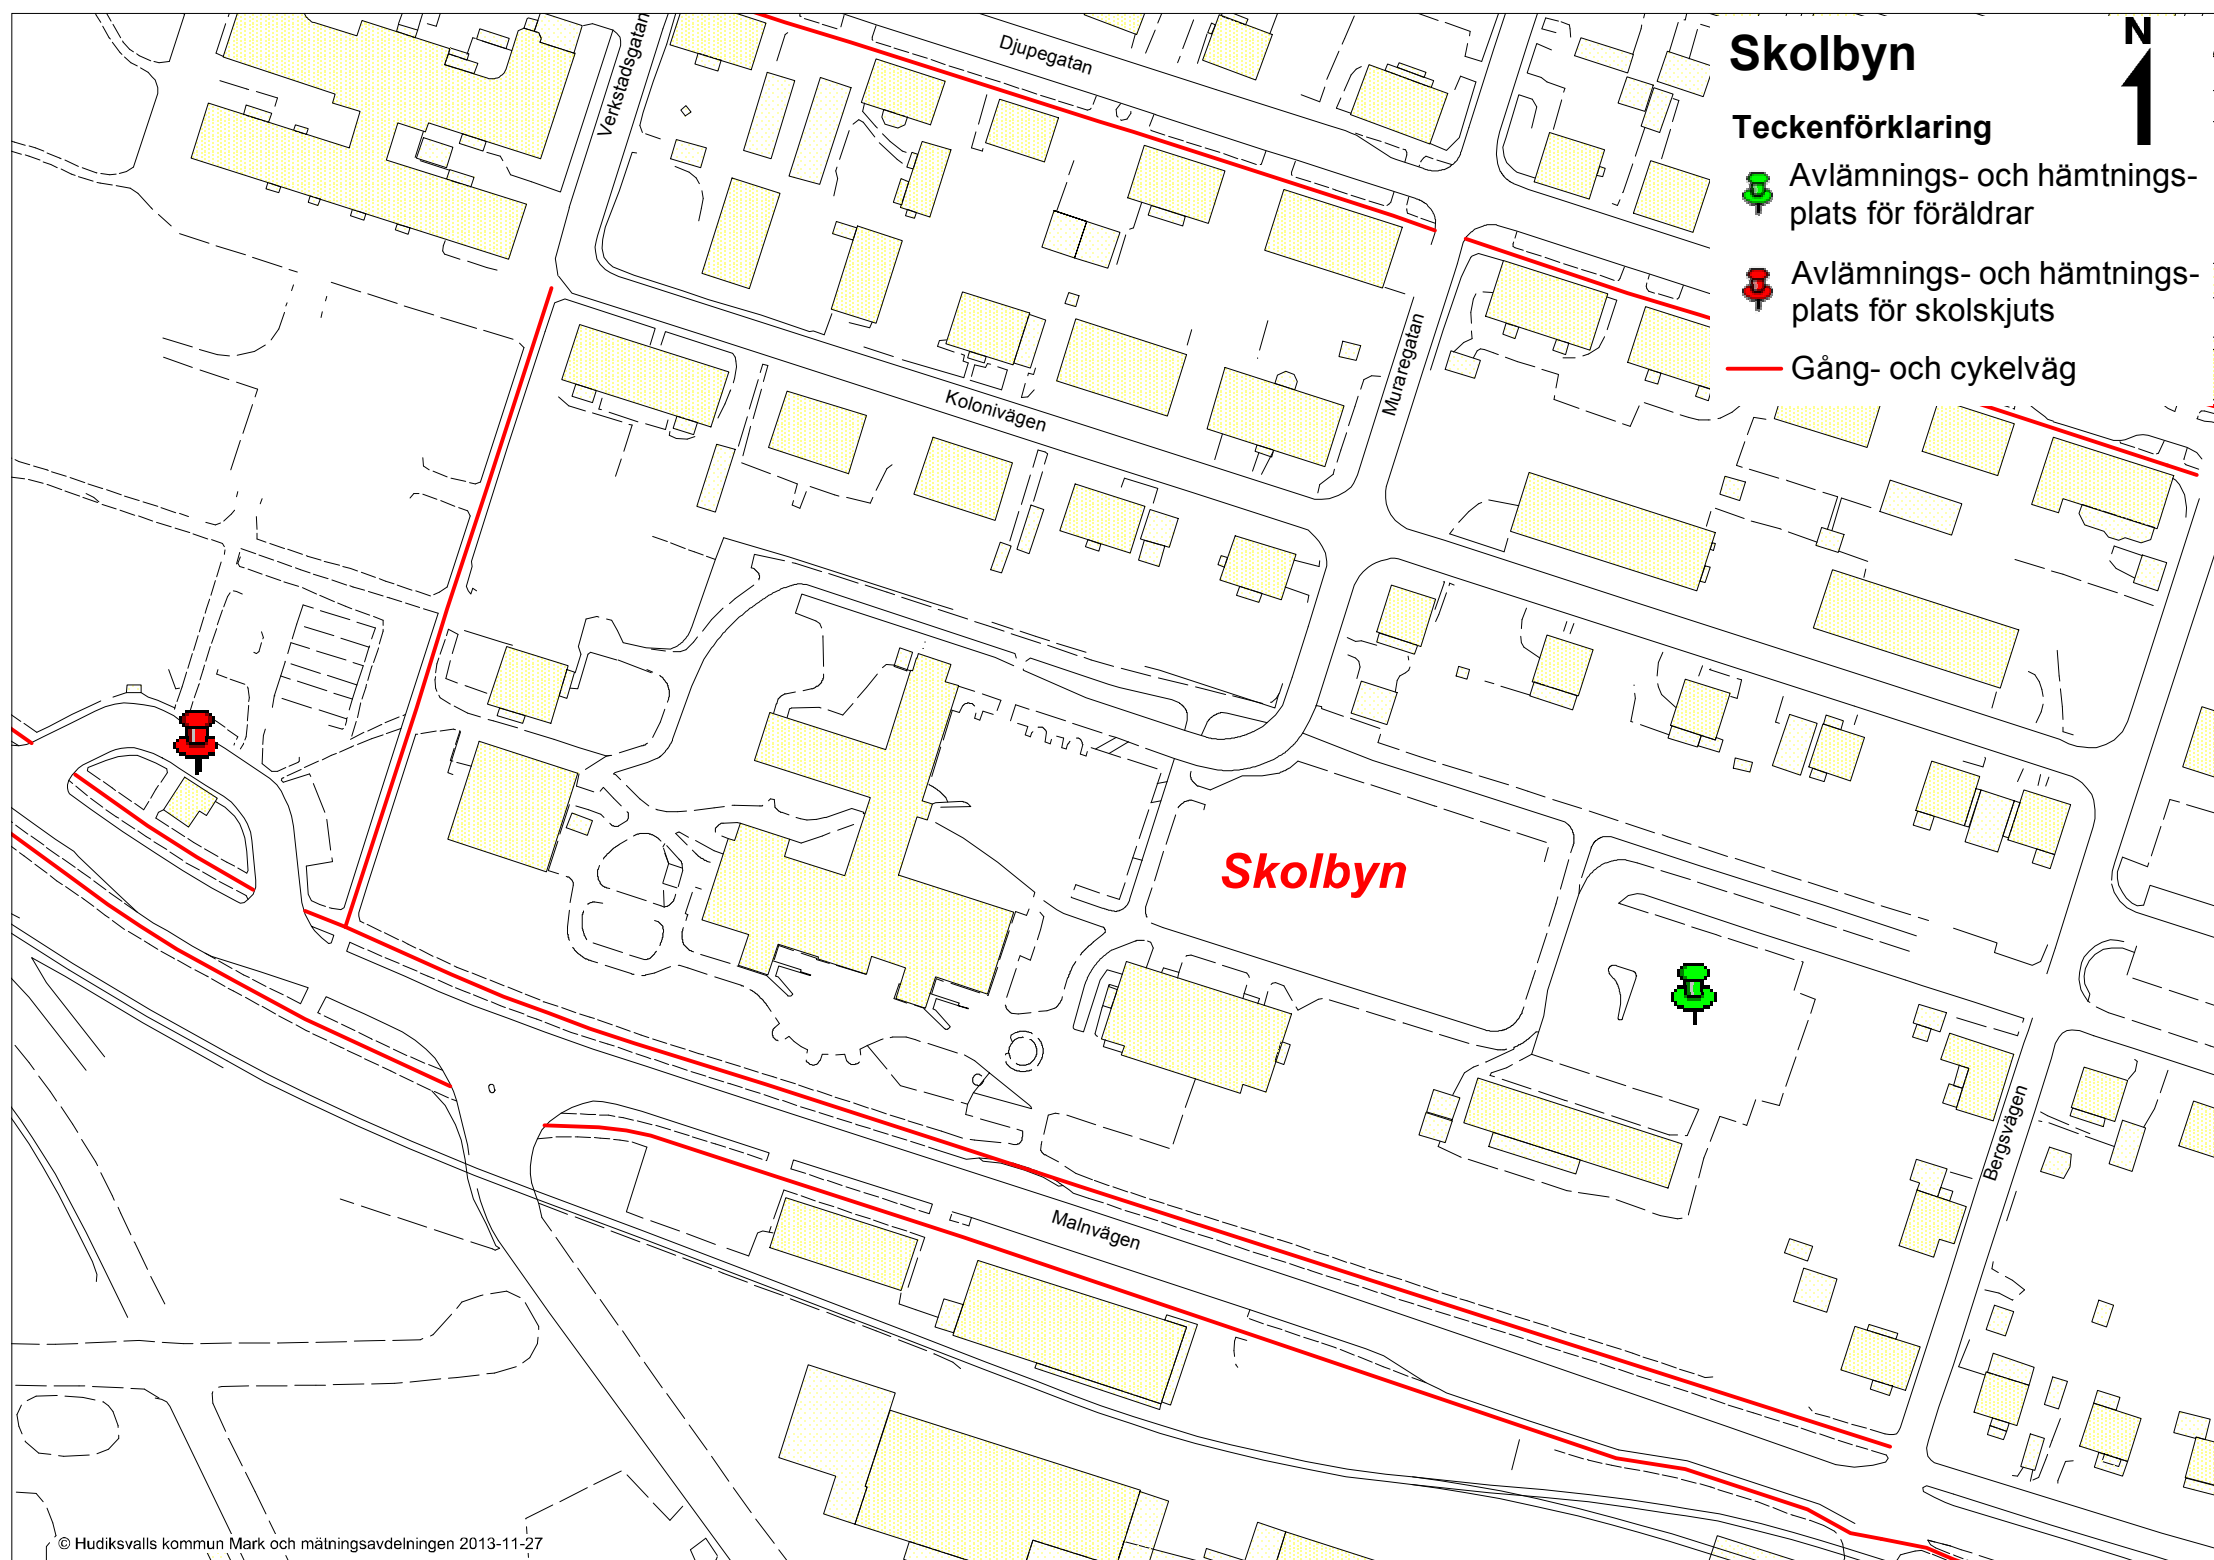 Skolbyn
N
Teckenförklaring
Avlämnings- och hämtnings-
plats för föräldrar
Avlämnings- och hämtnings-
plats för skolskjuts
Gång- och cykelväg
Djupegatan
Verkstadsgatan
Muraregatan
Kolonivägen
Skolbyn
Bergsvägen
Malnvägen
© Hudiksvalls kommun Mark och mätningsavdelningen 2013-11-27